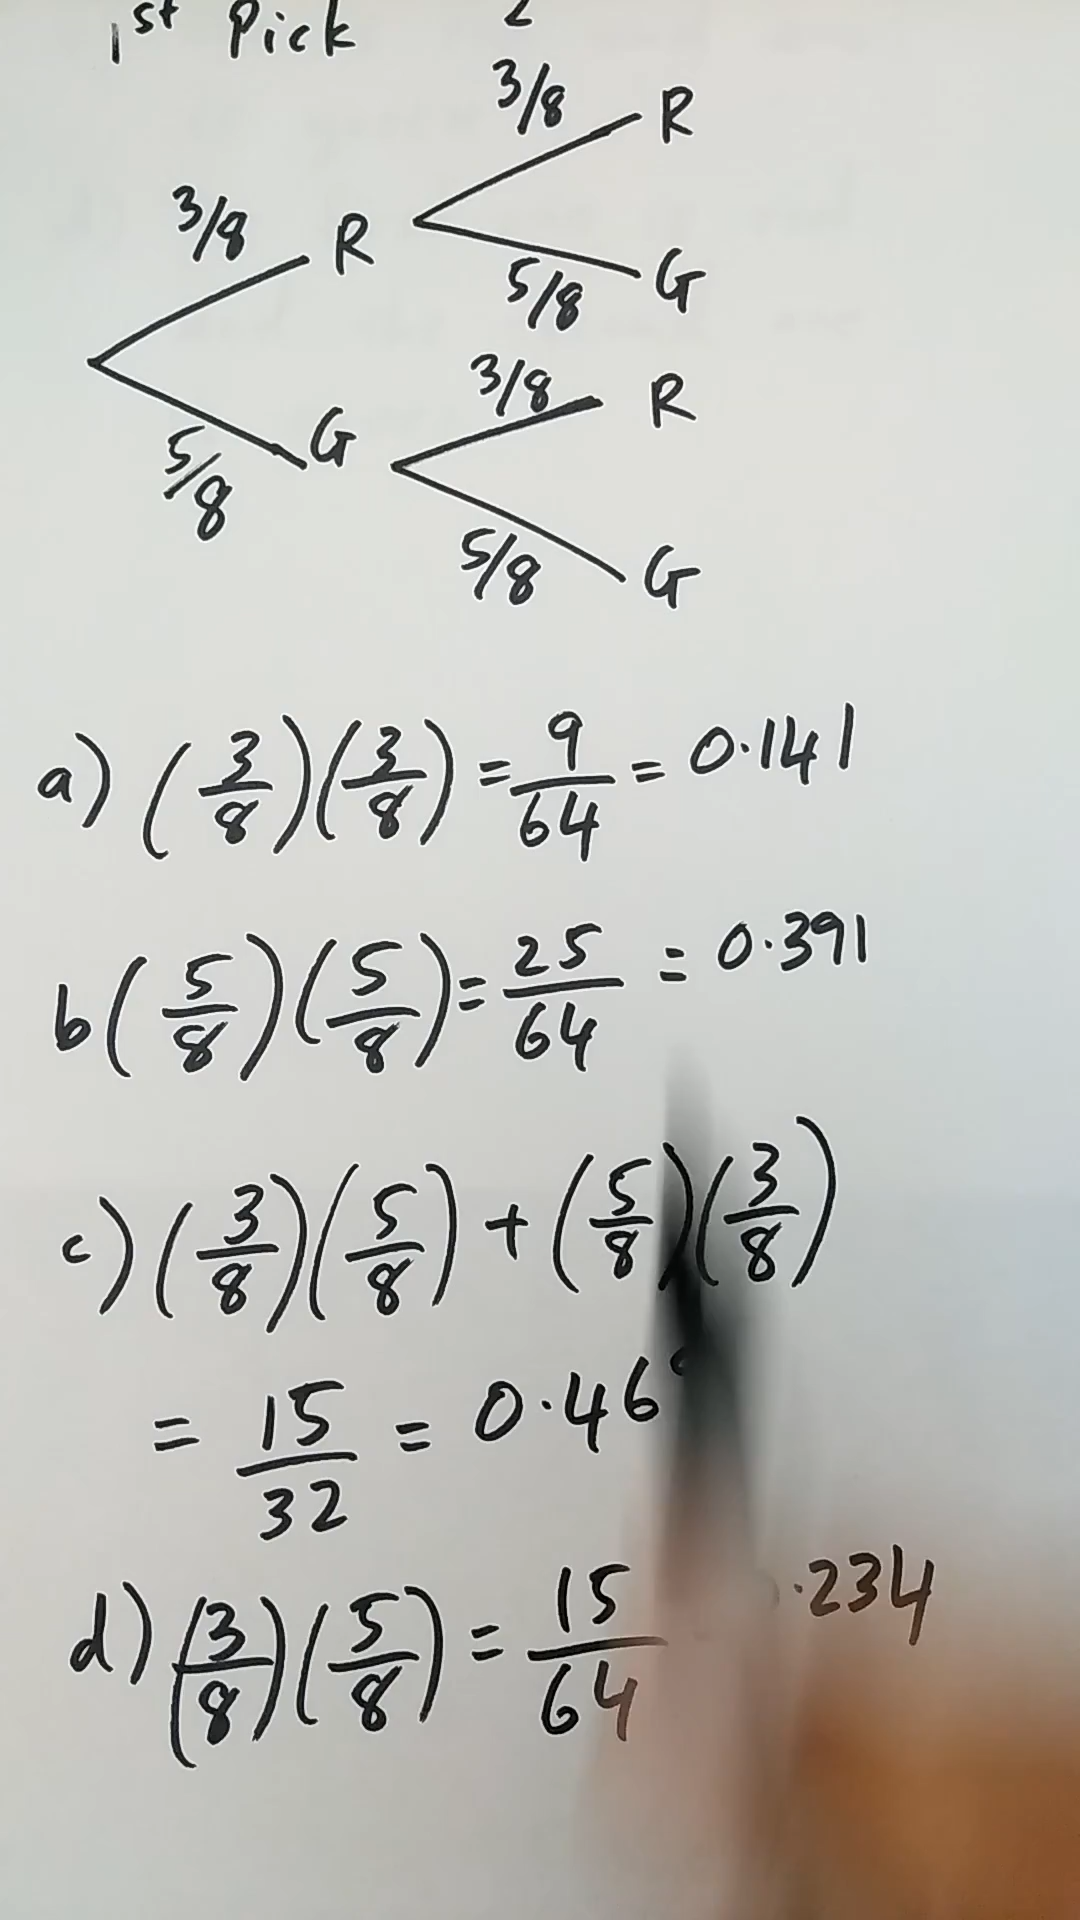 1st Pick 2
3/8 R
3/8 R
5/8 G
3/8 R
5/8 G
5/8 G
a) (3/8)(3/8) = 9/64 = 0.141
b (5/8)(5/8) = 25/64 = 0.391
c) (3/8)(5/8) + (5/8)(3/8)
= 15/32 = 0.46
d) (3/8)(5/8) = 15/64 .234